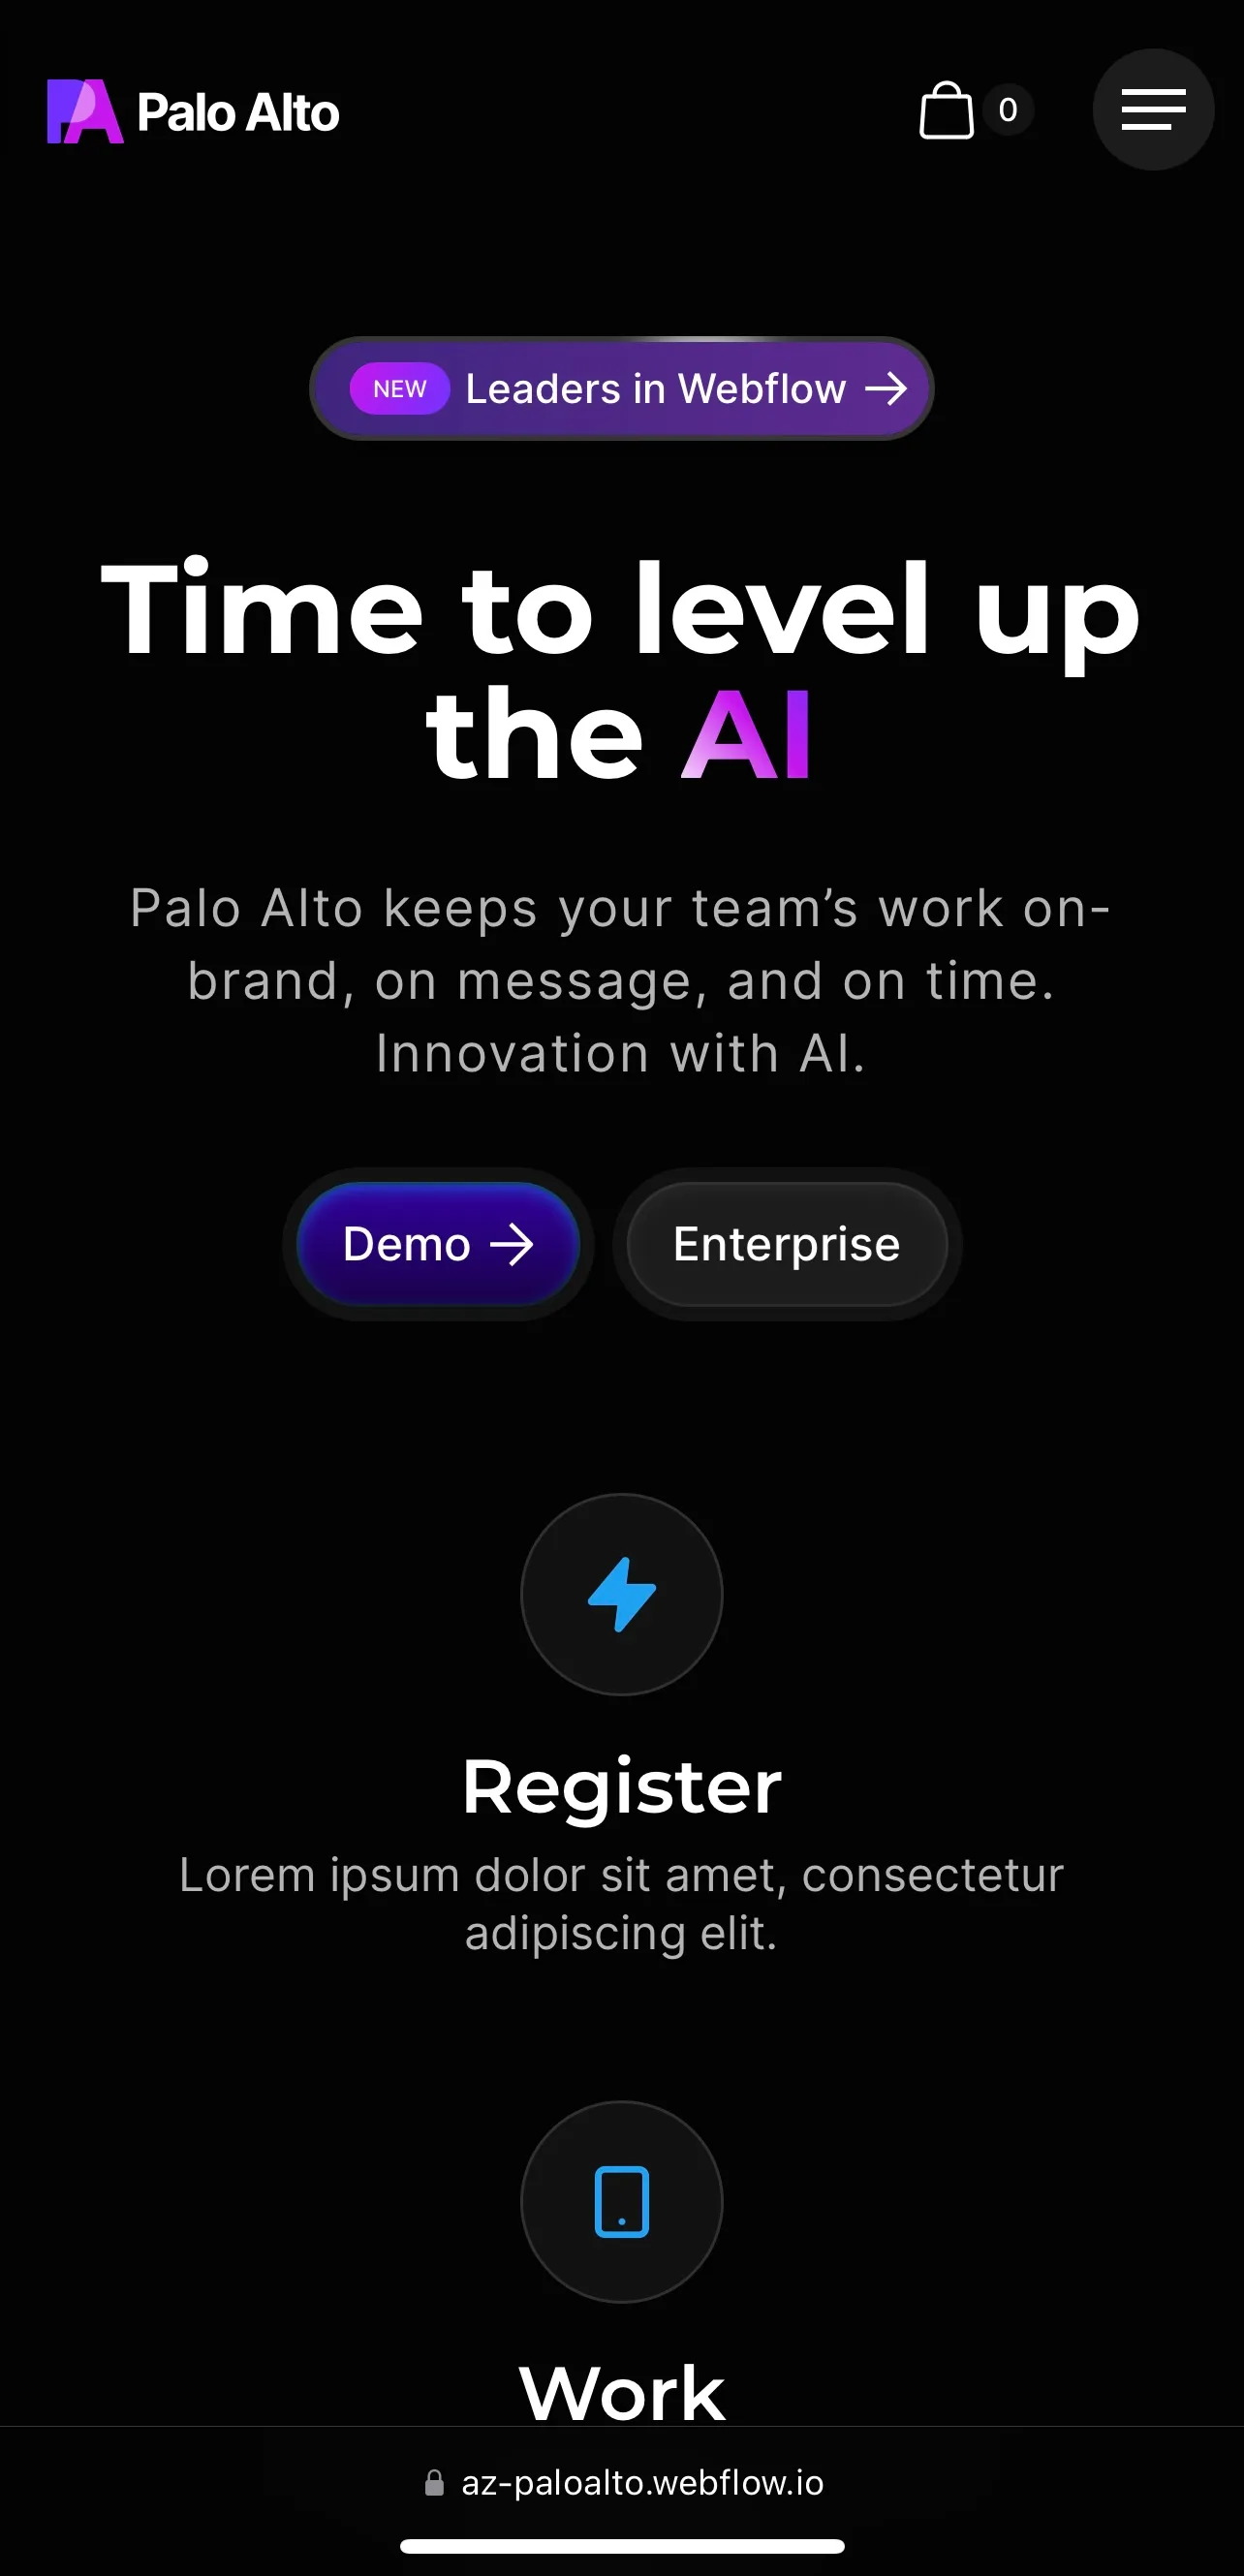 PA Palo Alto
0
NEW Leaders in Webflow →
Time to level up
the AI
Palo Alto keeps your team’s work on-
brand, on message, and on time.
Innovation with AI.
Demo →
Enterprise
Register
Lorem ipsum dolor sit amet, consectetur
adipiscing elit.
Work
az-paloalto.webflow.io